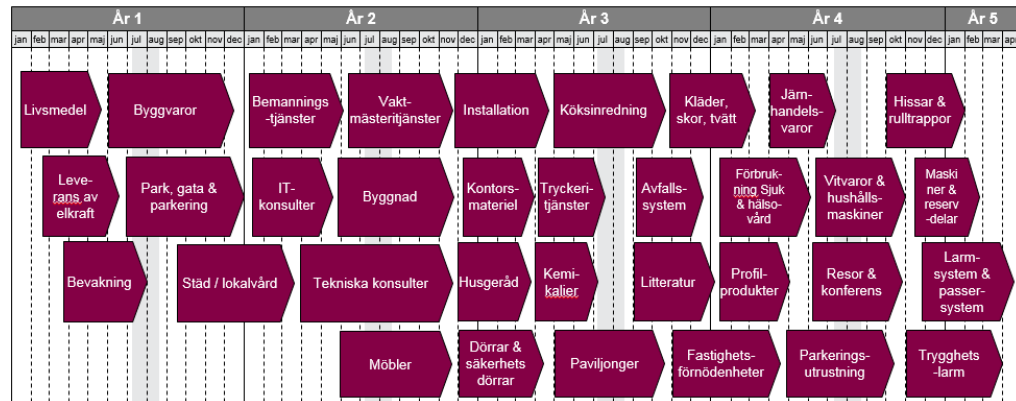 År 1 År 2 År 3 År 4 År 5
jan feb mar apr maj jun jul aug sep okt nov dec jan feb mar apr maj jun jul aug sep okt nov dec jan feb mar apr maj jun jul aug sep okt nov dec jan feb mar apr maj jun jul aug sep okt nov dec jan feb mar apr
Livsmedel
Byggvaror
Bemannings
-tjänster
Vakt-
mästeritjänster
Installation
Köksinredning
Kläder,
skor, tvätt
Järn-
handels-
varor
Hissar &
rulltrappor
Leve-
rans av
elkraft
Park, gata &
parkering
IT-
konsulter
Byggnad
Kontors-
materiel
Tryckeri-
tjänster
Avfalls-
system
Förbruk-
ning Sjuk
& hälso-
vård
Vitvaror &
hushålls-
maskiner
Maski
ner &
reserv
-delar
Bevakning
Städ / lokalvård
Tekniska konsulter
Husgeråd
Kemi-
kalier
Litteratur
Profil-
produkter
Resor &
konferens
Larm-
system &
passer-
system
Möbler
Dörrar &
säkerhets
dörrar
Paviljonger
Fastighets-
förnödenheter
Parkerings-
utrustning
Trygghets
-larm